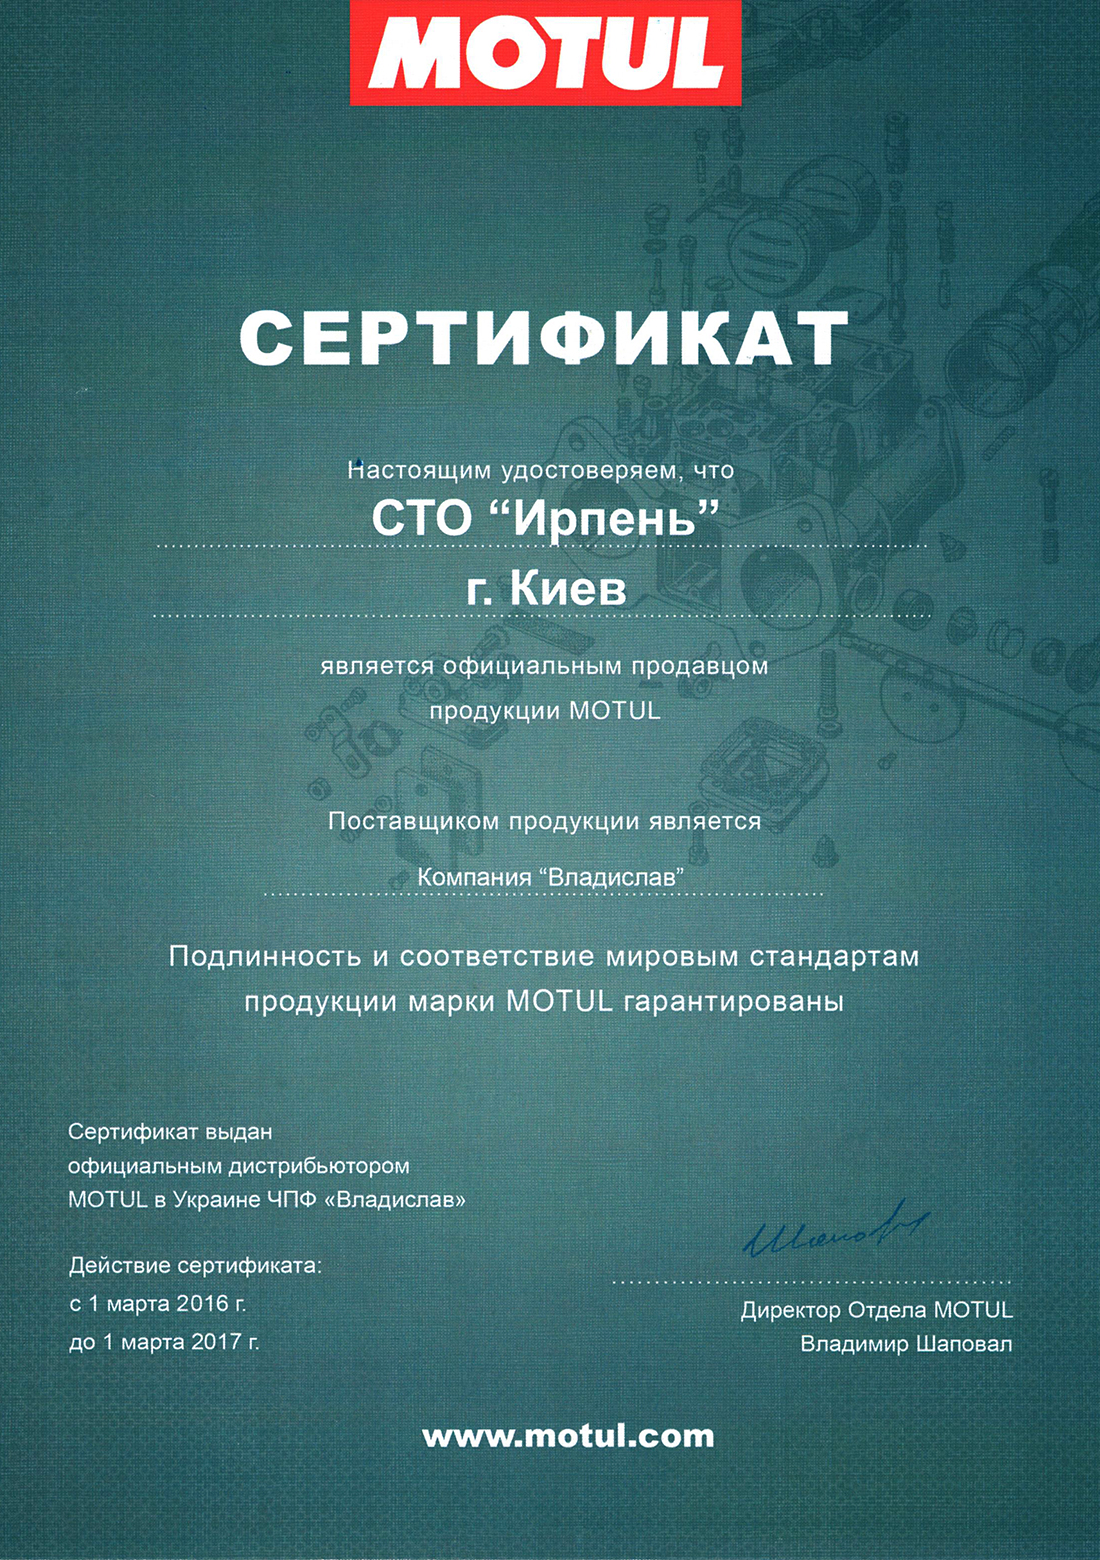 MOTUL
СЕРТИФИКАТ
Настоящим удостоверяем, что
СТО “Ирпень”
г. Киев
является официальным продавцом
продукции MOTUL
Поставщиком продукции является
Компания “Владислав”
Подлинность и соответствие мировым стандартам
продукции марки MOTUL гарантированы
Сертификат выдан
официальным дистрибьютором
MOTUL в Украине ЧПФ «Владислав»
Действие сертификата:
с 1 марта 2016 г.
до 1 марта 2017 г.
Шаповал
Директор Отдела MOTUL
Владимир Шаповал
www.motul.com